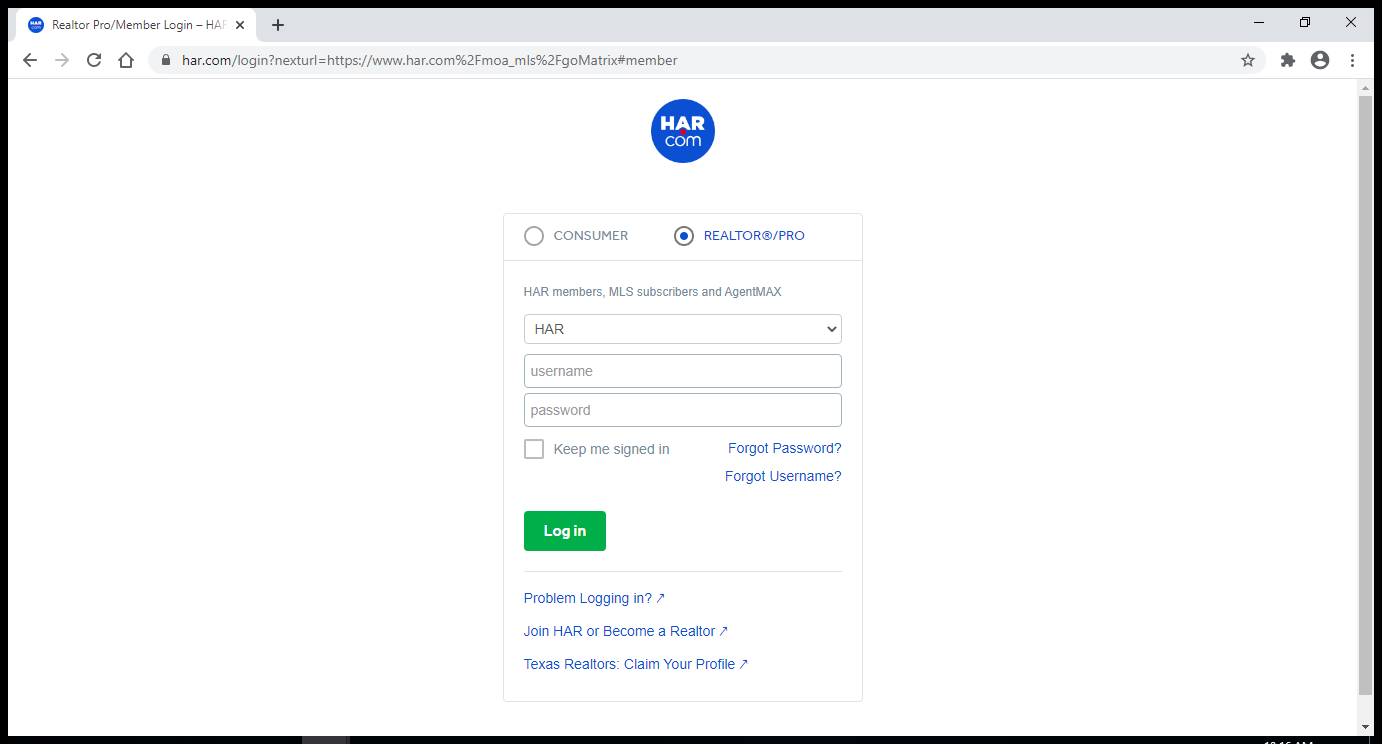 HAR com Realtor Pro/Member Login – HAR
har.com/login?nexturl=https://www.har.com%2Fmoa_mls%2FgoMatrix#member
HAR
com
CONSUMER REALTOR®/PRO
HAR members, MLS subscribers and AgentMAX
HAR
username
password
Keep me signed in Forgot Password?
Forgot Username?
Log in
Problem Logging in? ↗
Join HAR or Become a Realtor ↗
Texas Realtors: Claim Your Profile ↗